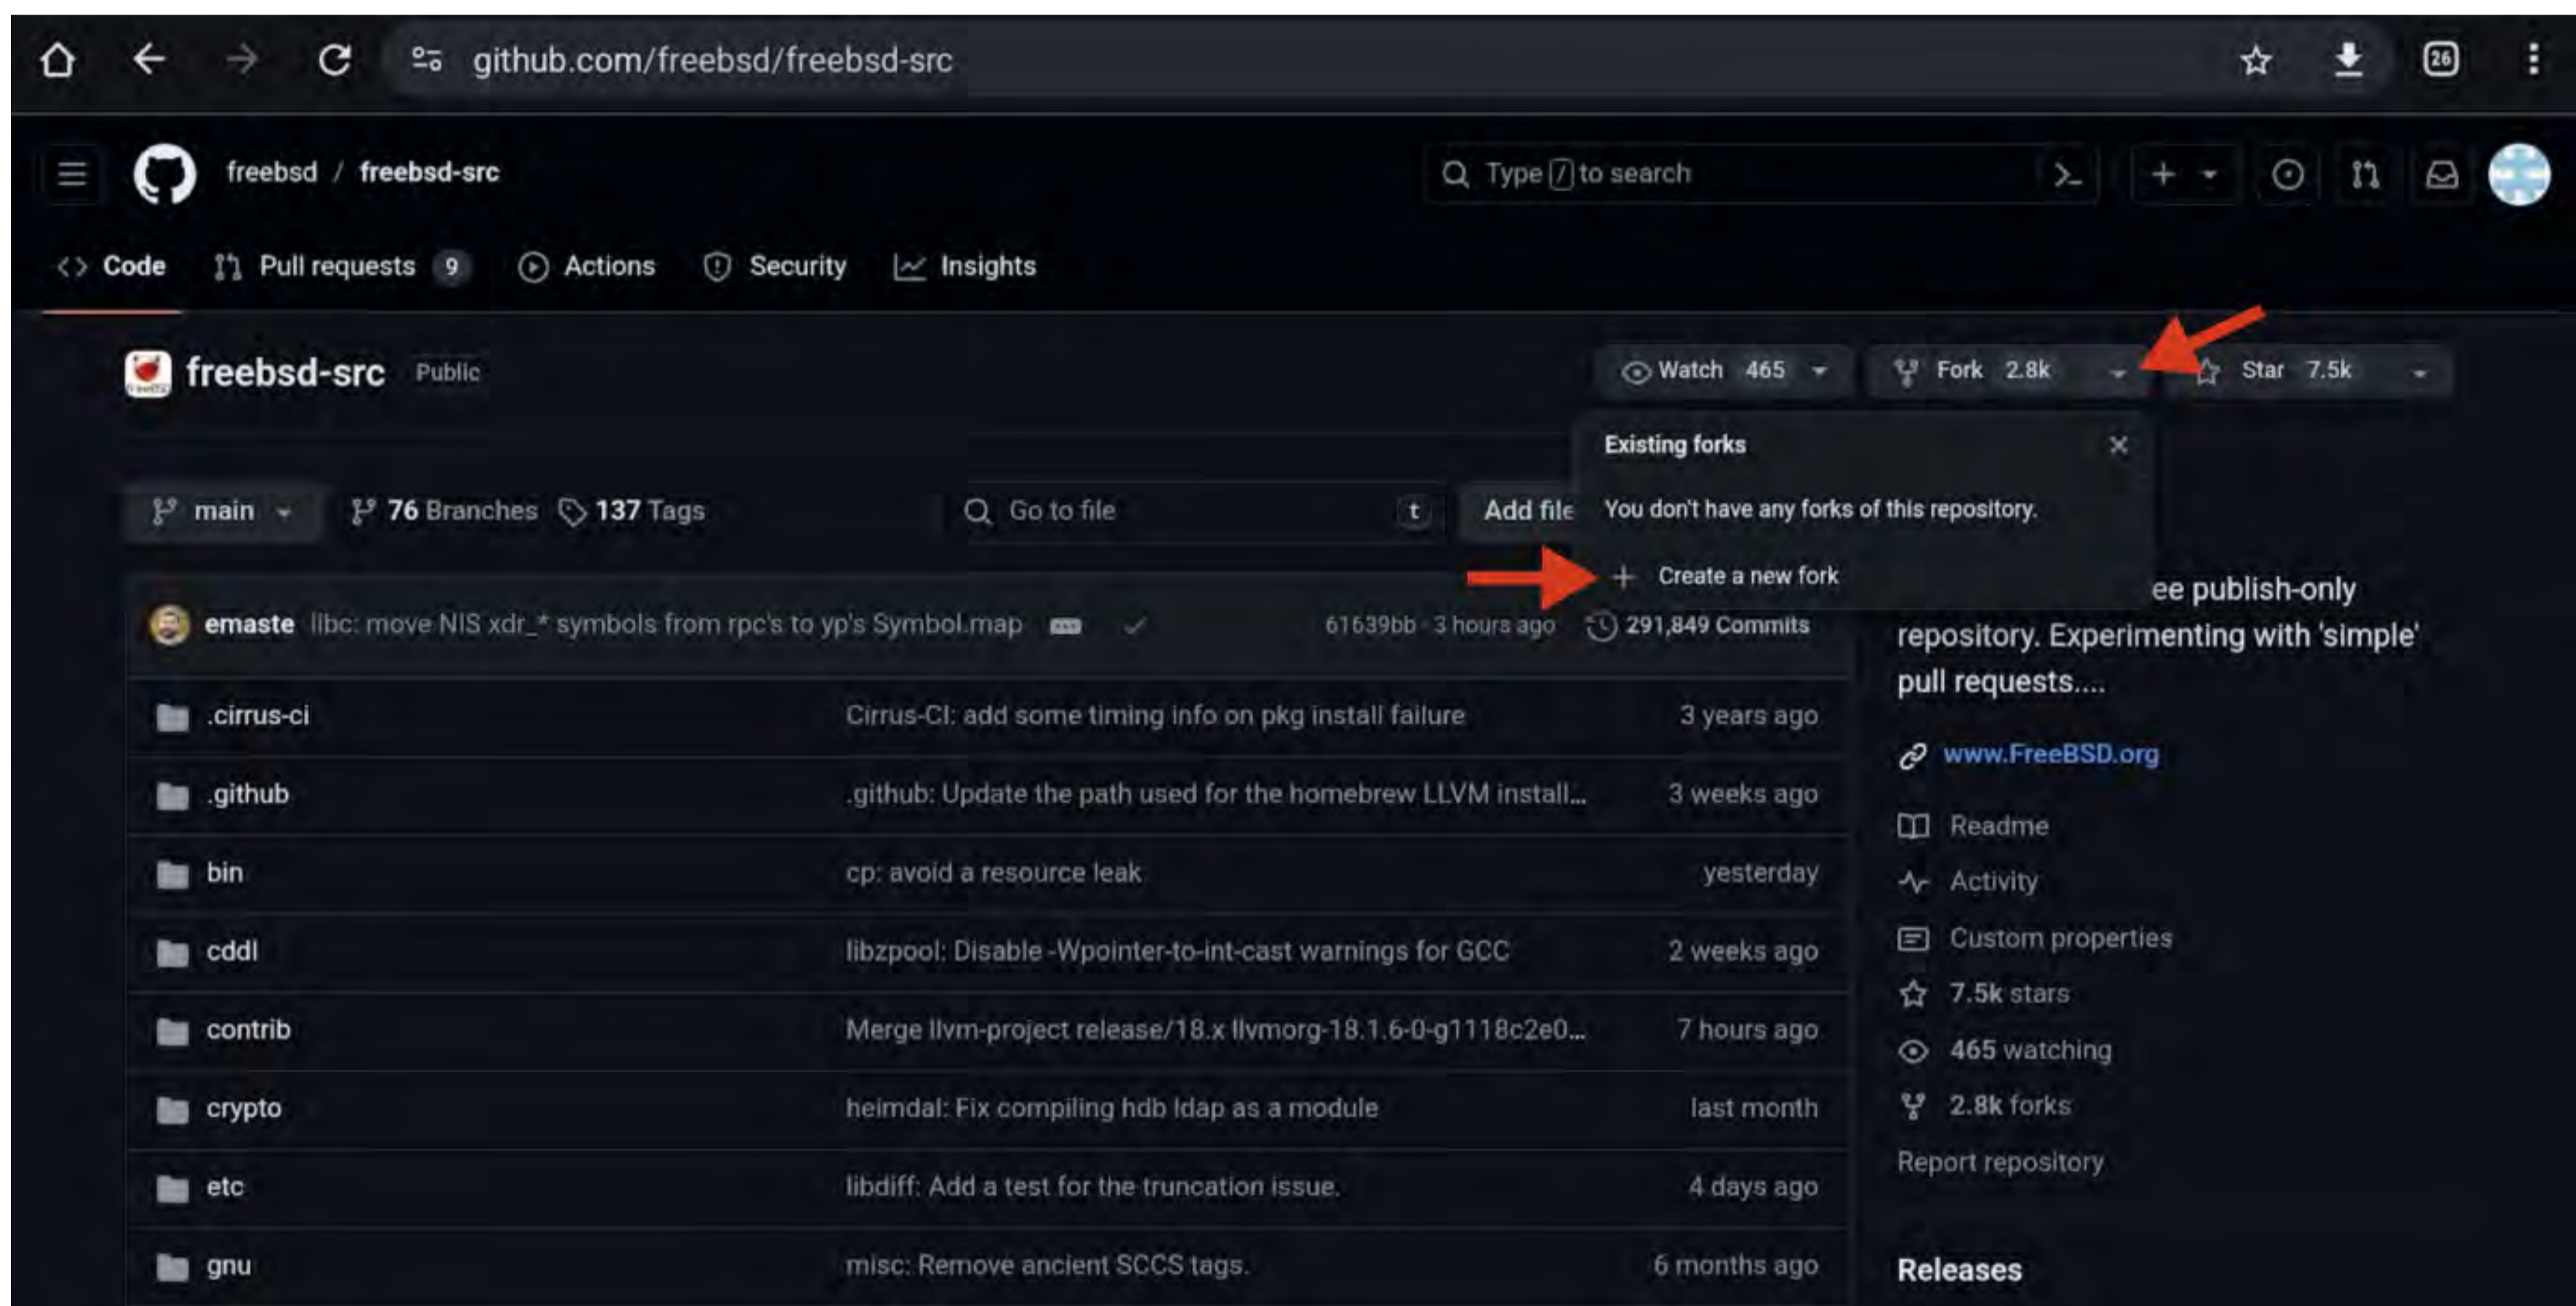 github.com/freebsd/freebsd-src
26
freebsd / freebsd-src
Type / to search
Code
Pull requests 9
Actions
Security
Insights
freebsd-src Public
Watch 465
Fork 2.8k
Star 7.5k
Existing forks
You don't have any forks of this repository.
Create a new fork
main
76 Branches
137 Tags
Go to file
t
Add file
emaste libc: move NIS xdr_* symbols from rpc's to yp's Symbol.map
61639bb · 3 hours ago
291,849 Commits
.cirrus-ci Cirrus-CI: add some timing info on pkg install failure 3 years ago
.github .github: Update the path used for the homebrew LLVM install... 3 weeks ago
bin cp: avoid a resource leak yesterday
cddl libzpool: Disable -Wpointer-to-int-cast warnings for GCC 2 weeks ago
contrib Merge llvm-project release/18.x llvmorg-18.1.6-0-g1118c2e0... 7 hours ago
crypto heimdal: Fix compiling hdb ldap as a module last month
etc libdiff: Add a test for the truncation issue. 4 days ago
gnu misc: Remove ancient SCCS tags. 6 months ago
ee publish-only
repository. Experimenting with 'simple'
pull requests....
www.FreeBSD.org
Readme
Activity
Custom properties
7.5k stars
465 watching
2.8k forks
Report repository
Releases